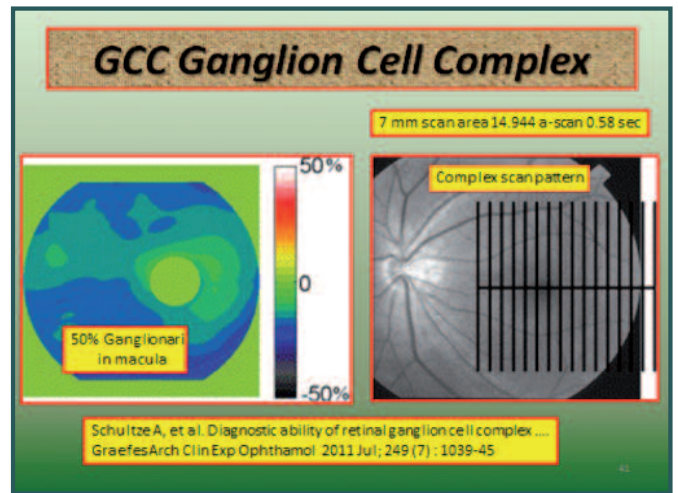 GCC Ganglion Cell Complex
7 mm scan area 14.944 a-scan 0.58 sec
50%
0
-50%
50% Ganglionari
in macula
Complex scan pattern
Schultze A, et al. Diagnostic ability of retinal ganglion cell complex ....
Graefes Arch Clin Exp Ophthamol 2011 Jul; 249 (7) : 1039-45
41